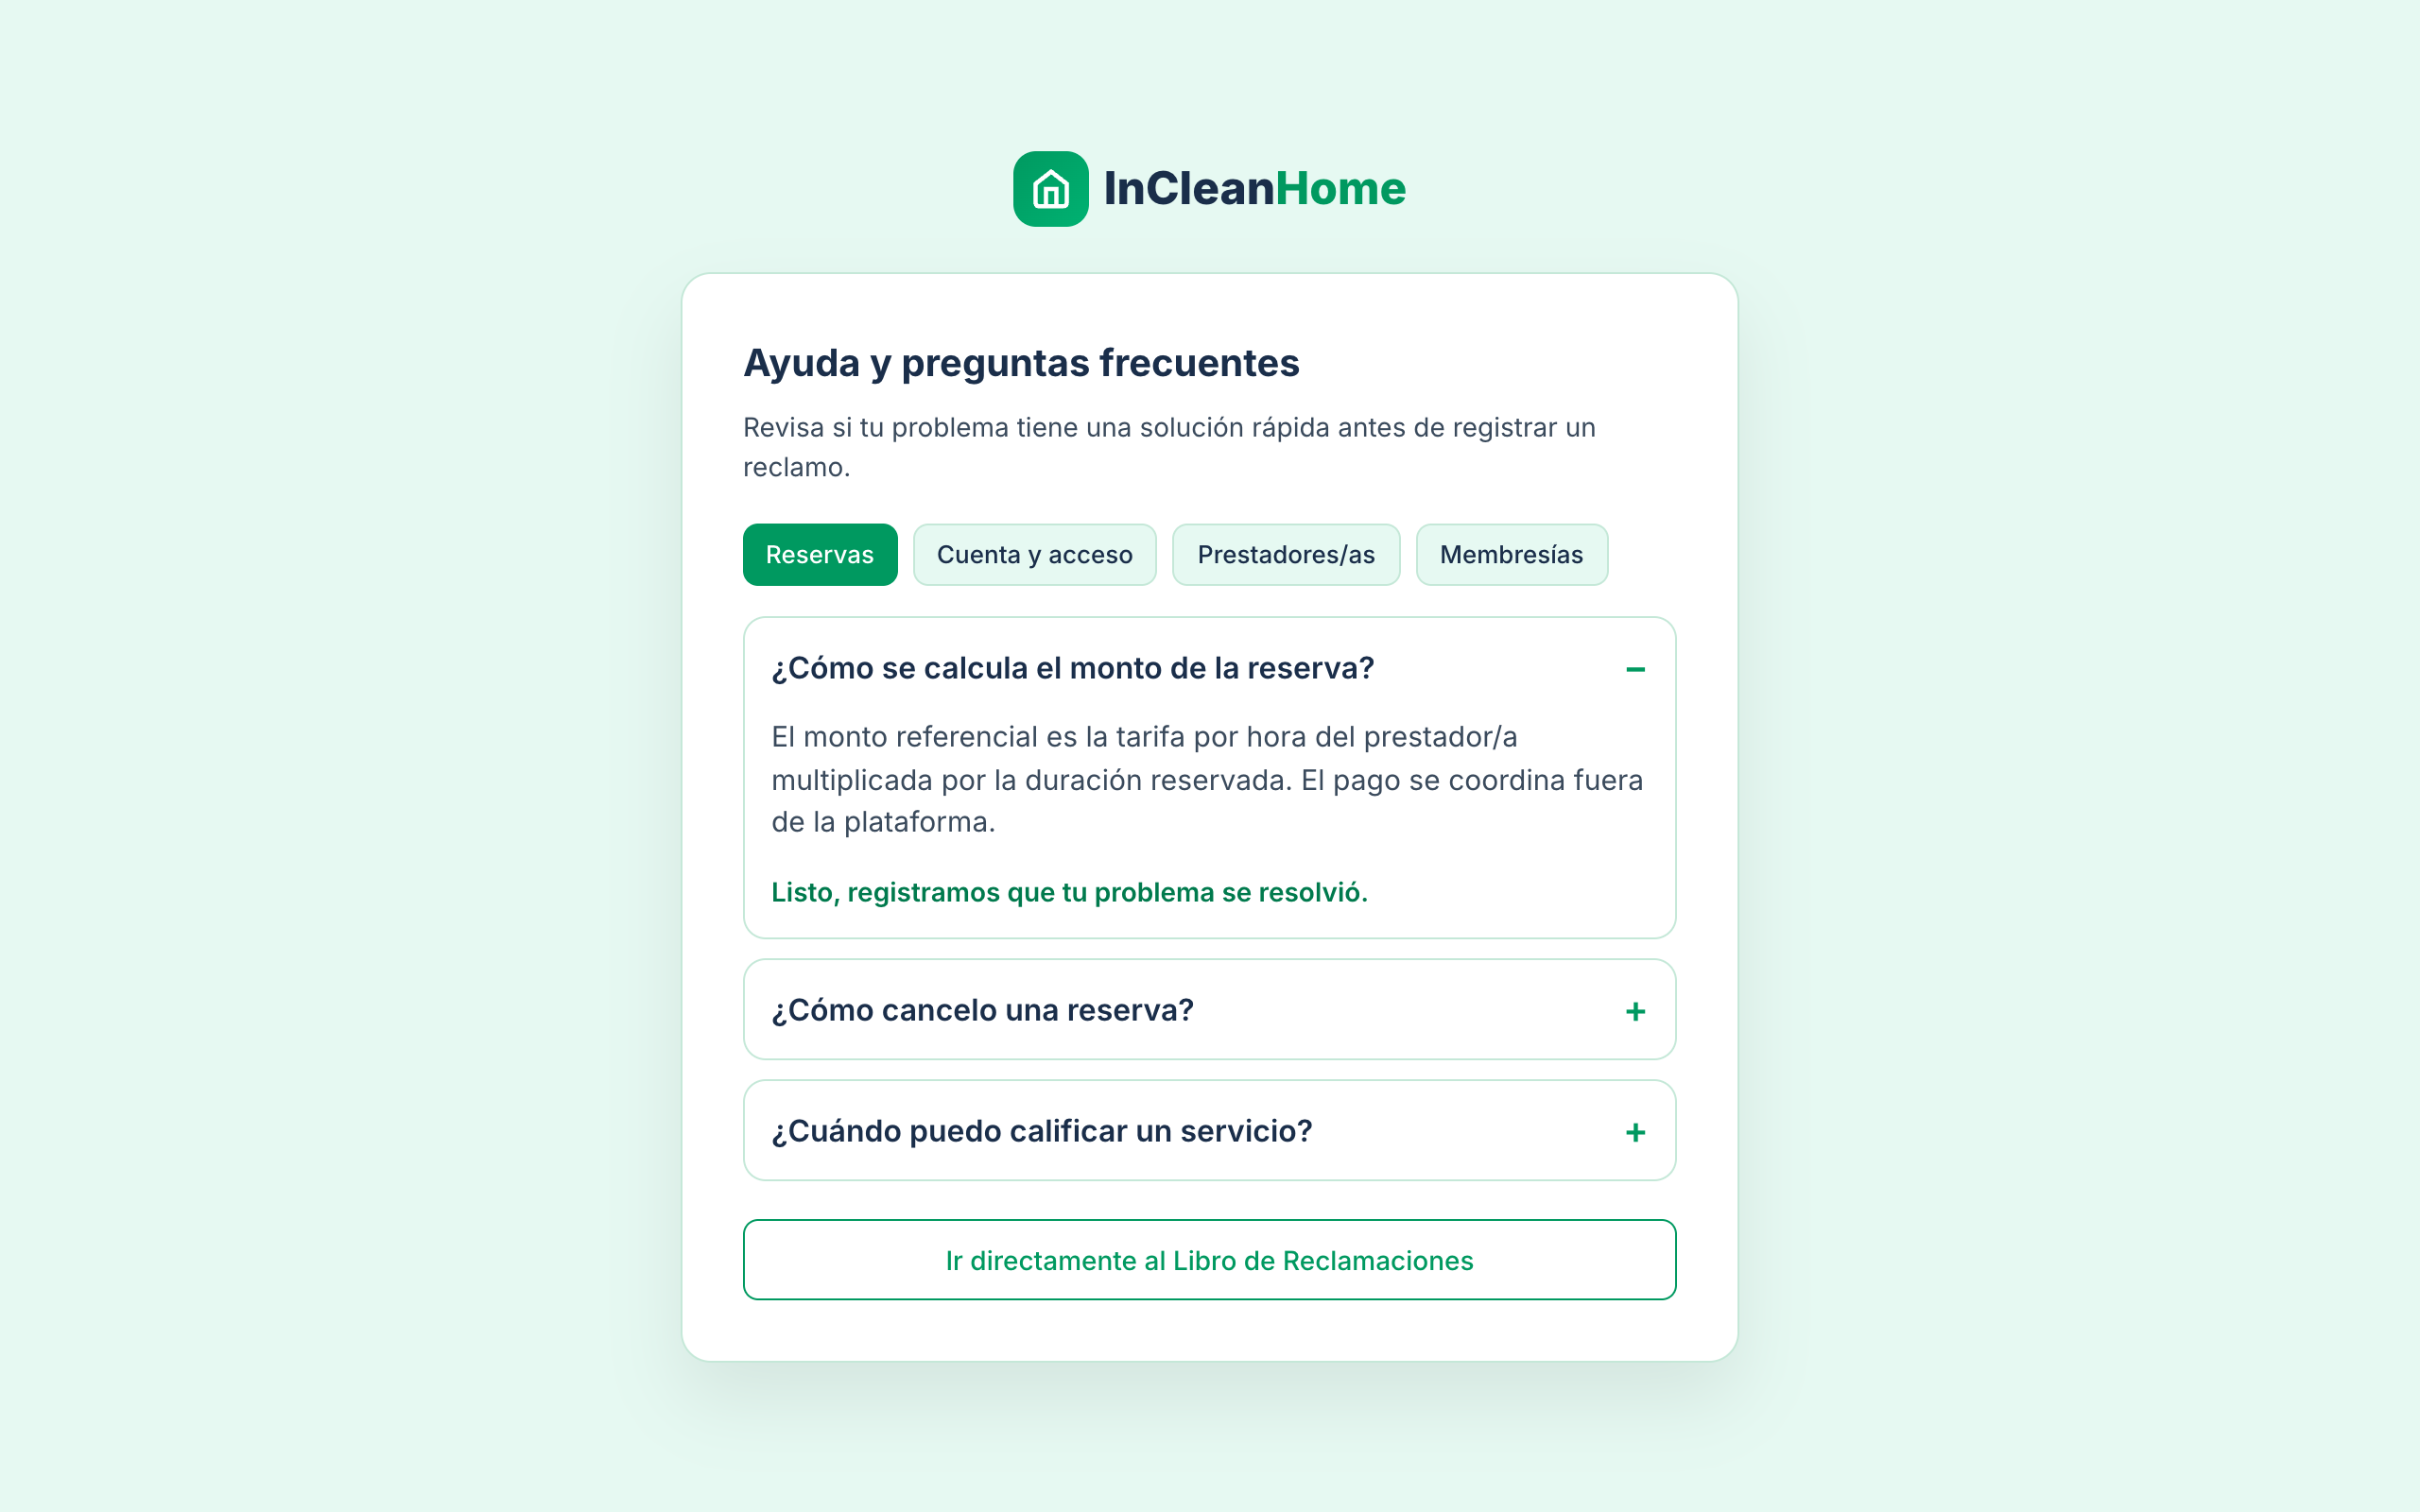 InCleanHome
Ayuda y preguntas frecuentes
Revisa si tu problema tiene una solución rápida antes de registrar un
reclamo.
Reservas
Cuenta y acceso
Prestadores/as
Membresías
¿Cómo se calcula el monto de la reserva? −
El monto referencial es la tarifa por hora del prestador/a
multiplicada por la duración reservada. El pago se coordina fuera
de la plataforma.
Listo, registramos que tu problema se resolvió.
¿Cómo cancelo una reserva? +
¿Cuándo puedo calificar un servicio? +
Ir directamente al Libro de Reclamaciones